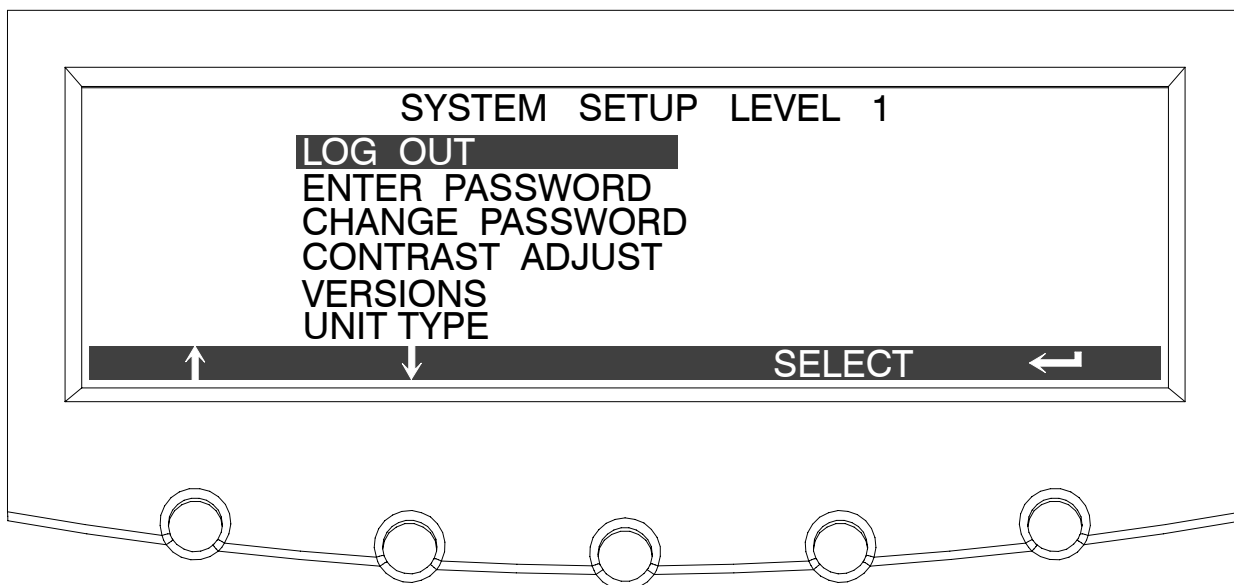 SYSTEM SETUP LEVEL 1
LOG OUT
ENTER PASSWORD
CHANGE PASSWORD
CONTRAST ADJUST
VERSIONS
UNIT TYPE
SELECT